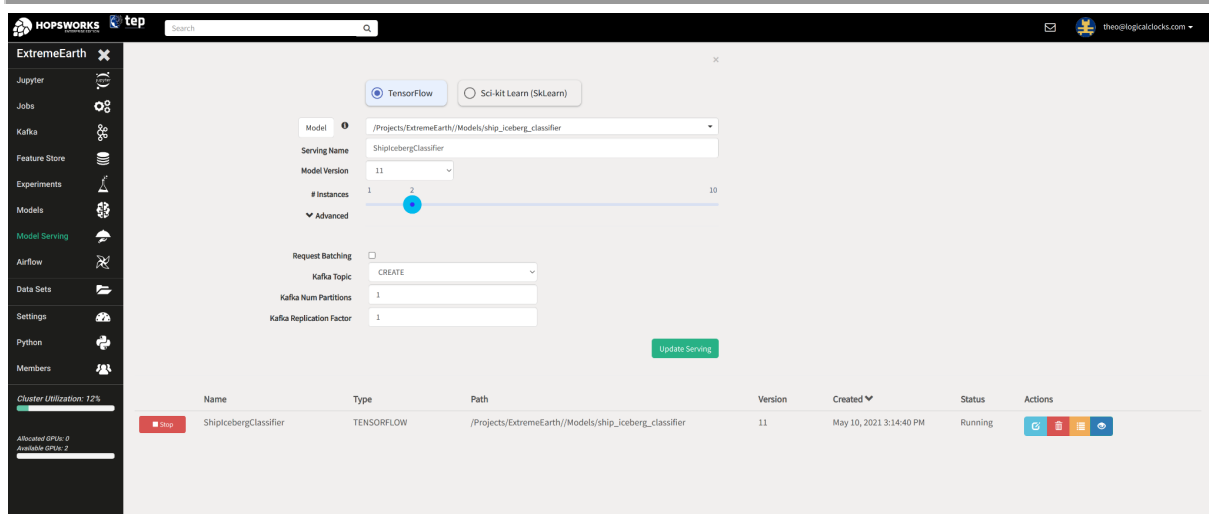 HOPSWORKS
ENTERPRISE EDITION
tep
Search
theo@logicalclocks.com
ExtremeEarth
Jupyter
jupyter
Jobs
Kafka
Feature Store
Experiments
Models
Model Serving
Airflow
Data Sets
Settings
Python
Members
Cluster Utilization: 12%
Allocated GPUs: 0
Available GPUs: 2
×
TensorFlow
Sci-kit Learn (SkLearn)
Model
/Projects/ExtremeEarth//Models/ship_iceberg_classifier
Serving Name
ShipIcebergClassifier
Model Version
11
# Instances
1 2 10
Advanced
Request Batching
Kafka Topic
CREATE
Kafka Num Partitions
1
Kafka Replication Factor
1
Update Serving
Name Type Path Version Created Status Actions
Stop ShipIcebergClassifier TENSORFLOW /Projects/ExtremeEarth//Models/ship_iceberg_classifier 11 May 10, 2021 3:14:40 PM Running